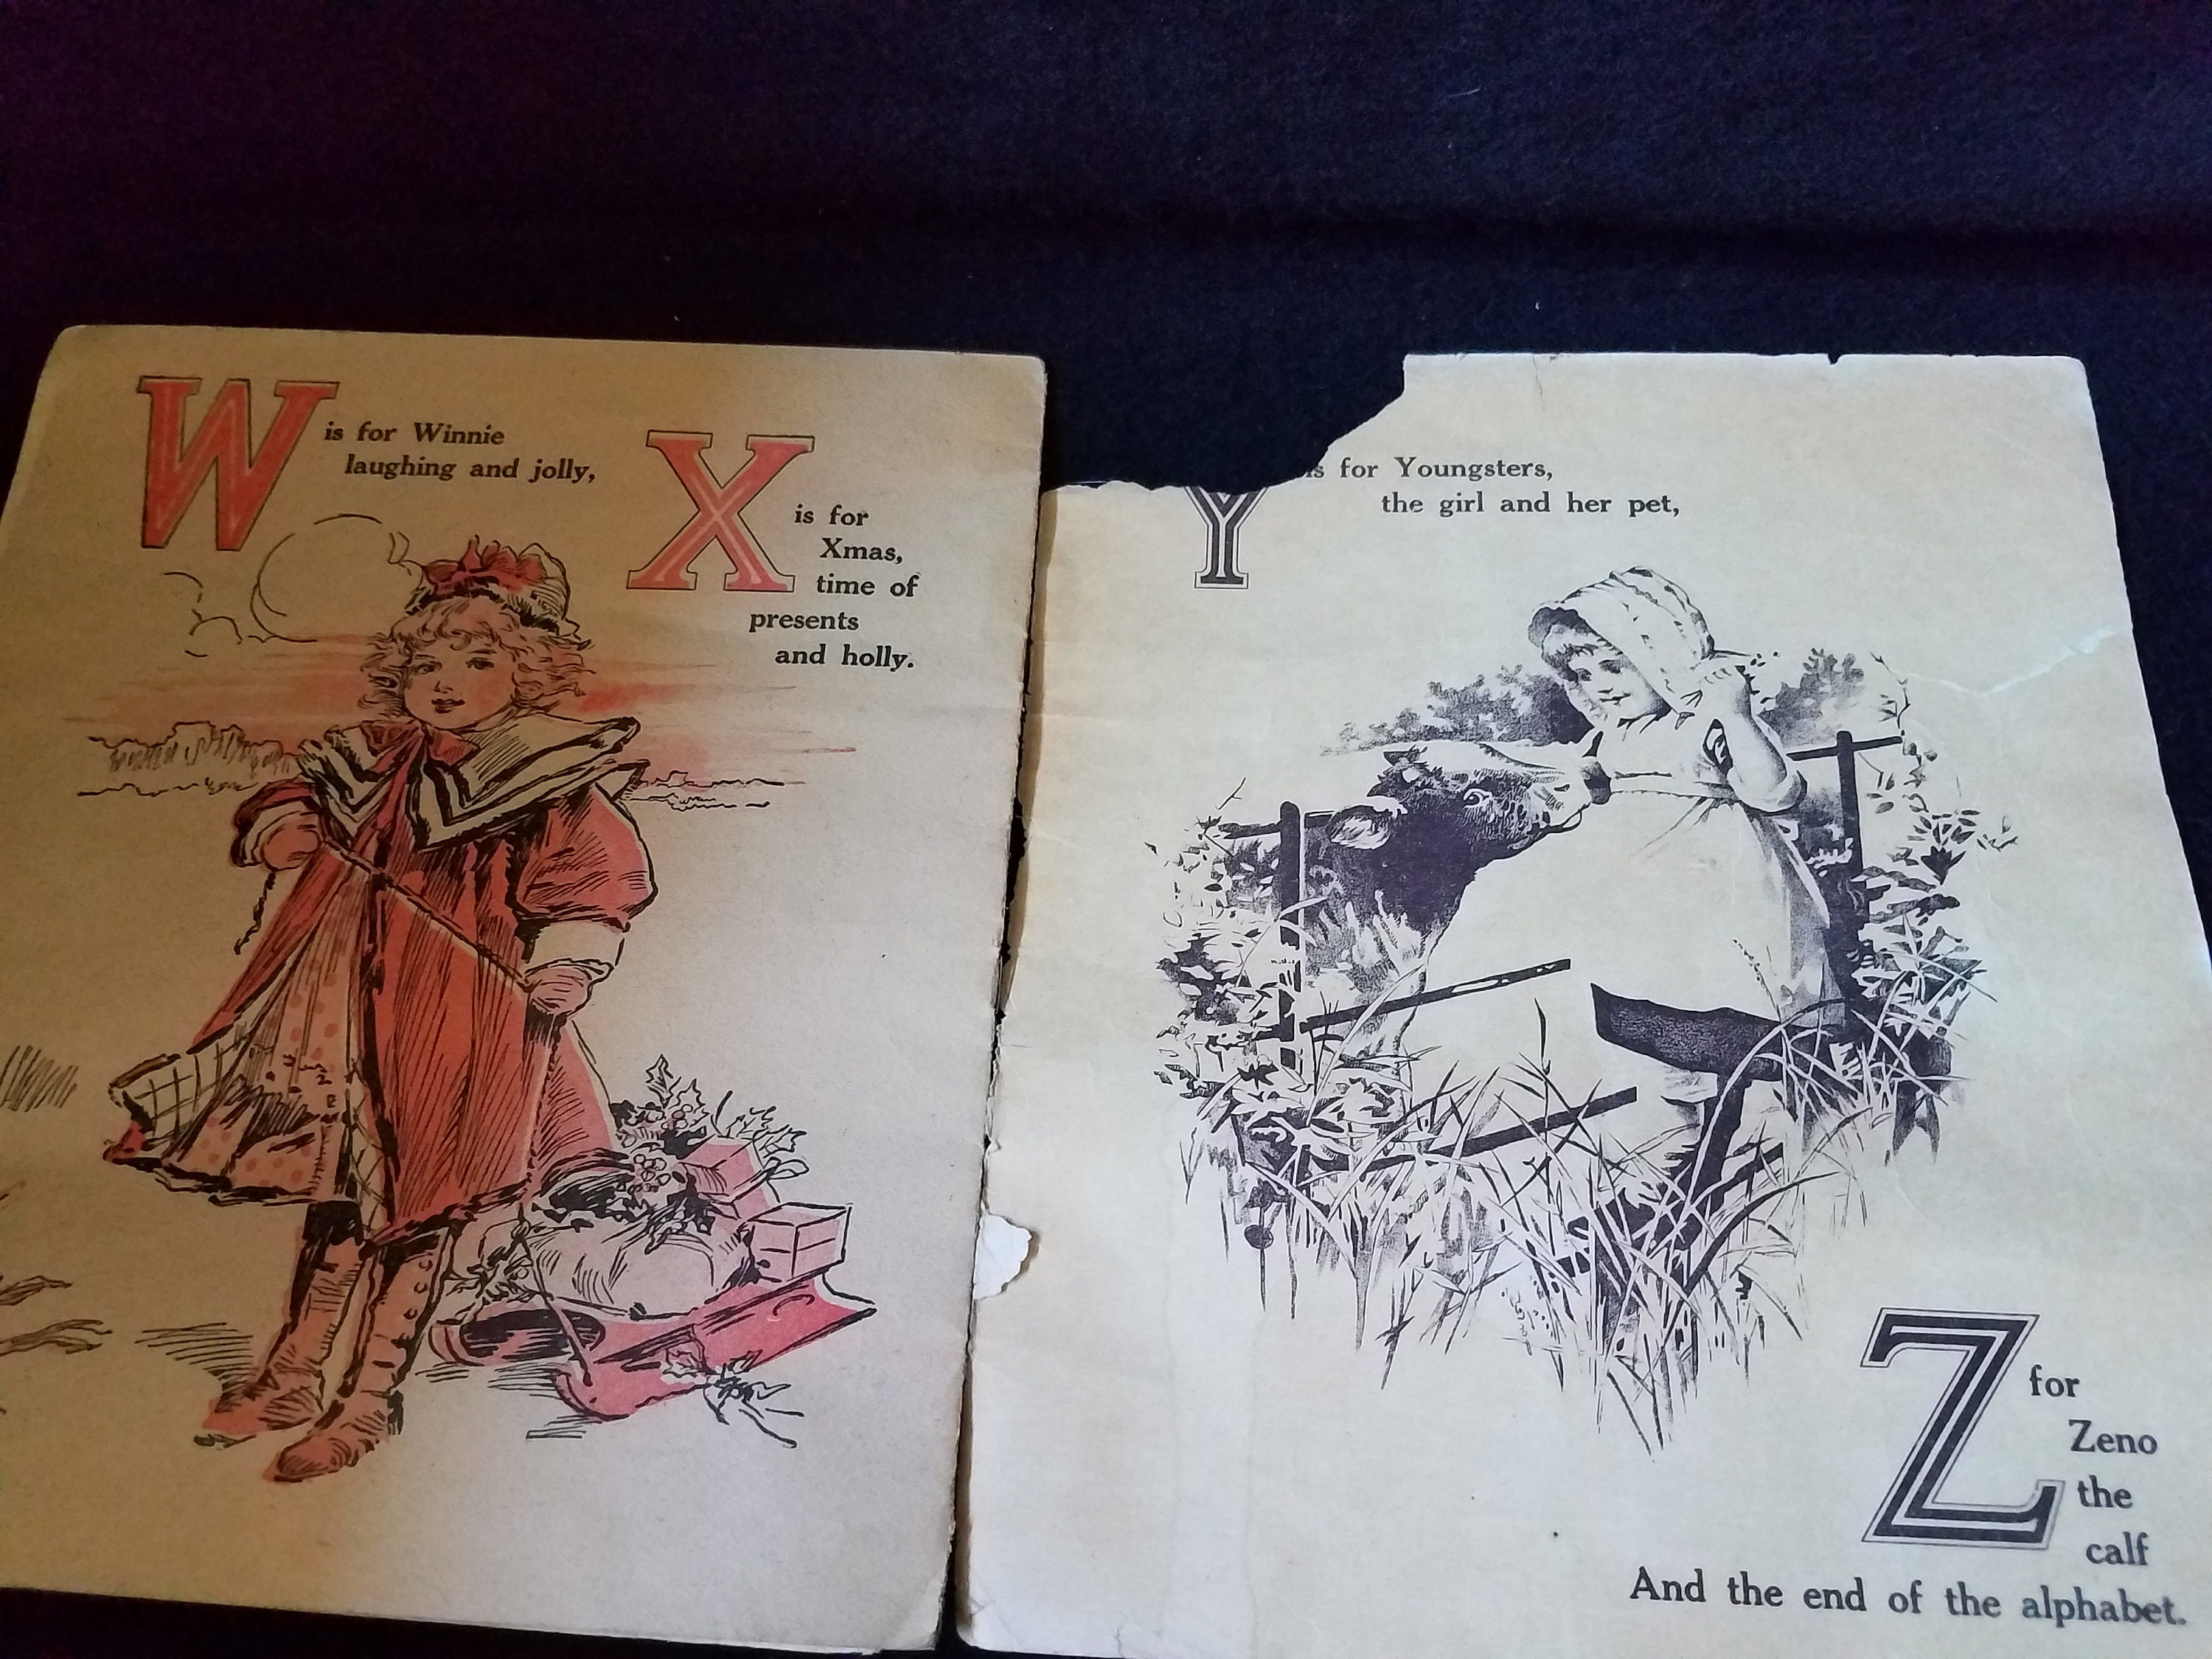 W is for Winnie
laughing and jolly,
X is for
Xmas,
time of
presents
and holly.
Y is for Youngsters,
the girl and her pet,
Z for
Zeno
the
calf
And the end of the alphabet.